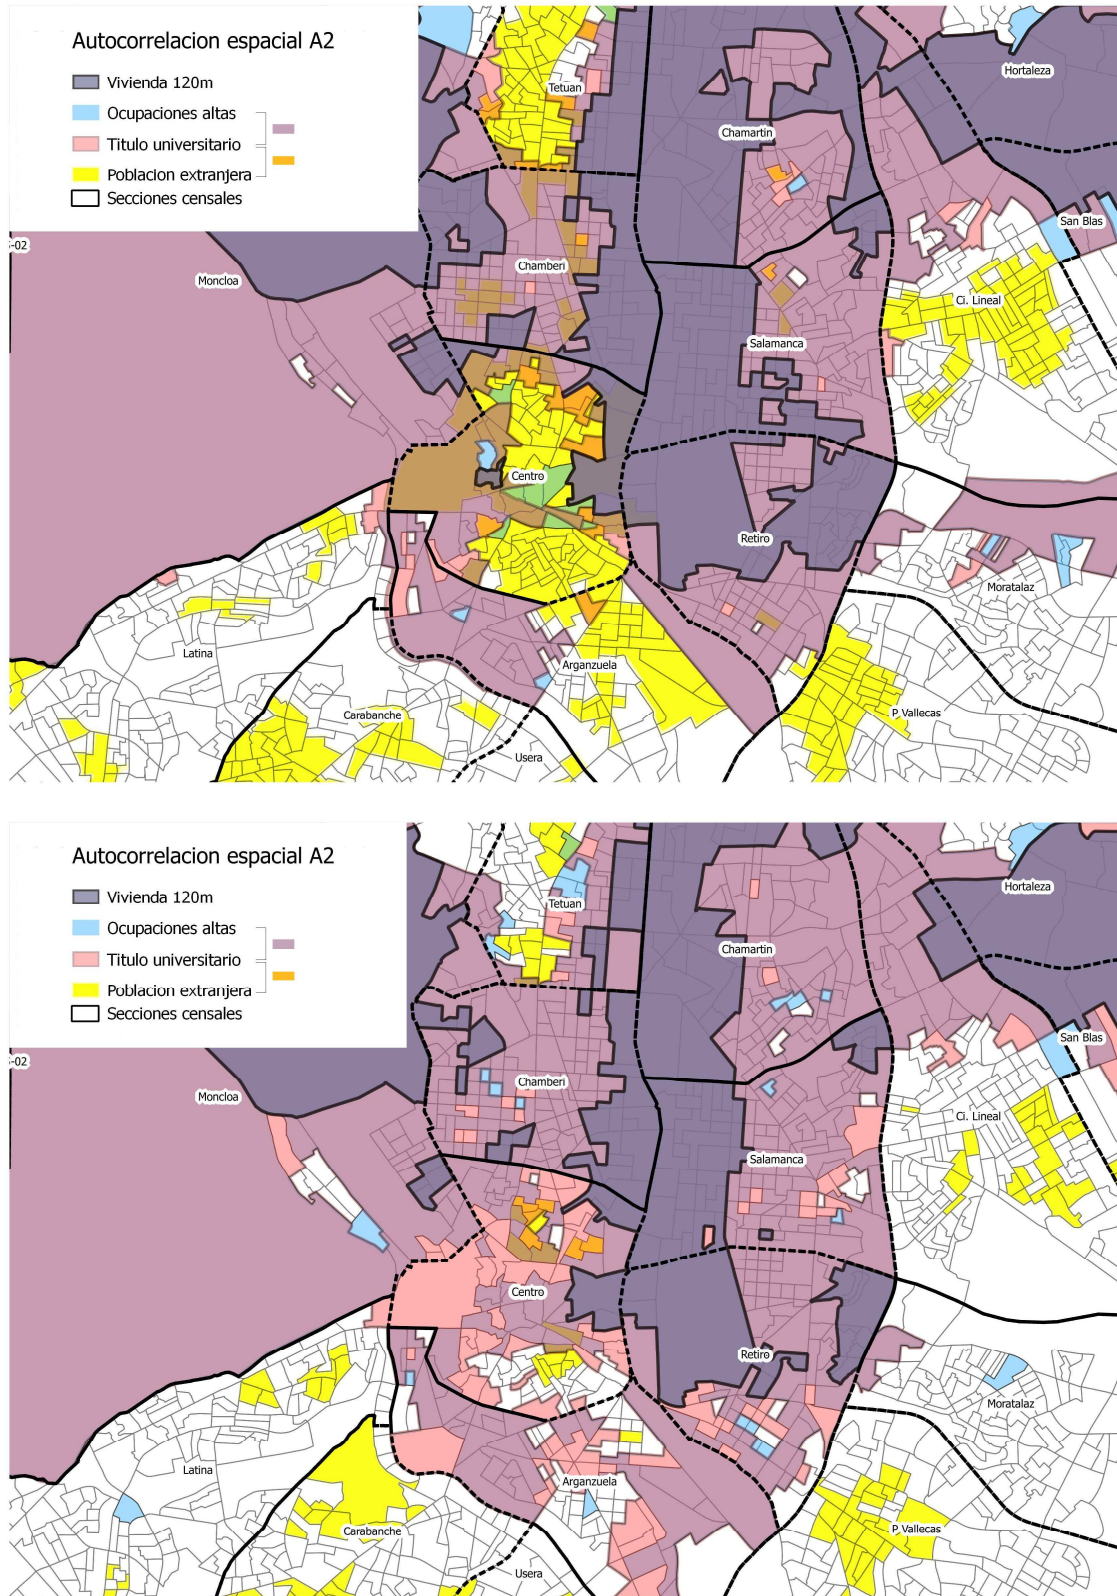 Autocorrelacion espacial A2
Vivienda 120m
Ocupaciones altas
Titulo universitario
Poblacion extranjera
Secciones censales
Tetuan
Hortaleza
Chamartin
San Blas
-02
Moncloa
Chamberi
Ci. Lineal
Salamanca
Centro
Retiro
Moratalaz
Latina
Arganzuela
Carabanche
P Vallecas
Usera
Autocorrelacion espacial A2
Vivienda 120m
Ocupaciones altas
Titulo universitario
Poblacion extranjera
Secciones censales
Tetuan
Hortaleza
Chamartin
San Blas
-02
Moncloa
Chamberi
Ci. Lineal
Salamanca
Centro
Retiro
Moratalaz
Latina
Arganzuela
Carabanche
P Vallecas
Usera